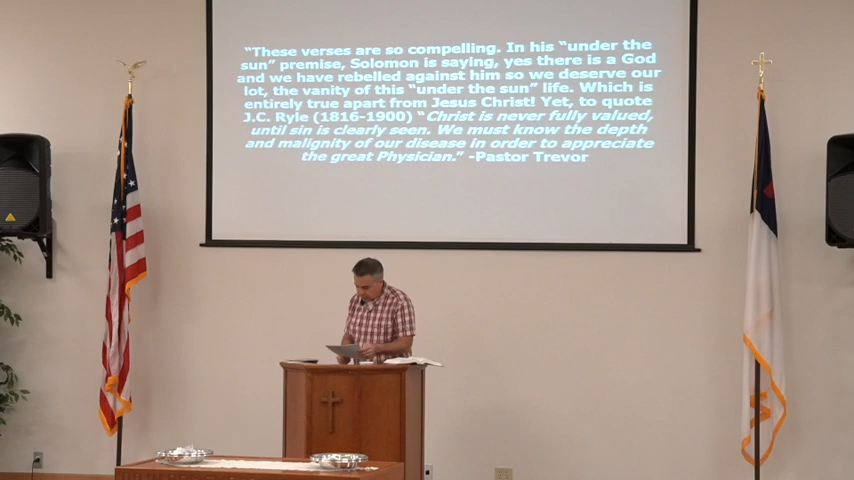 "These verses are so compelling. In his "under the
sun" premise, Solomon is saying, yes there is a God
and we have rebelled against him so we deserve our
lot, the vanity of this "under the sun" life. Which is
entirely true apart from Jesus Christ! Yet, to quote
J.C. Ryle (1816-1900) "Christ is never fully valued,
until sin is clearly seen. We must know the depth
and malignity of our disease in order to appreciate
the great Physician." -Pastor Trevor